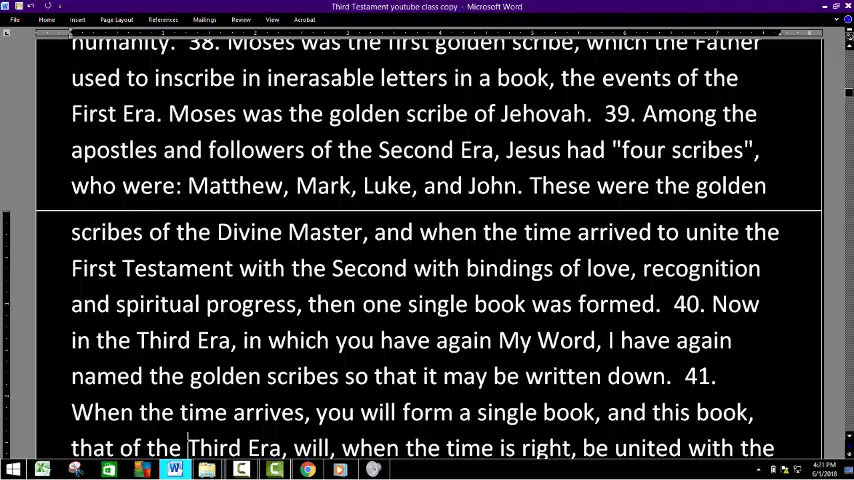 Third Testament youtube class copy - Microsoft Word
File Home Insert Page Layout References Mailings Review View Acrobat
humanity. 38. Moses was the first golden scribe, which the Father
used to inscribe in inerasable letters in a book, the events of the
First Era. Moses was the golden scribe of Jehovah. 39. Among the
apostles and followers of the Second Era, Jesus had "four scribes",
who were: Matthew, Mark, Luke, and John. These were the golden
scribes of the Divine Master, and when the time arrived to unite the
First Testament with the Second with bindings of love, recognition
and spiritual progress, then one single book was formed. 40. Now
in the Third Era, in which you have again My Word, I have again
named the golden scribes so that it may be written down. 41.
When the time arrives, you will form a single book, and this book,
that of the Third Era, will, when the time is right, be united with the
4:21 PM
6/1/2018